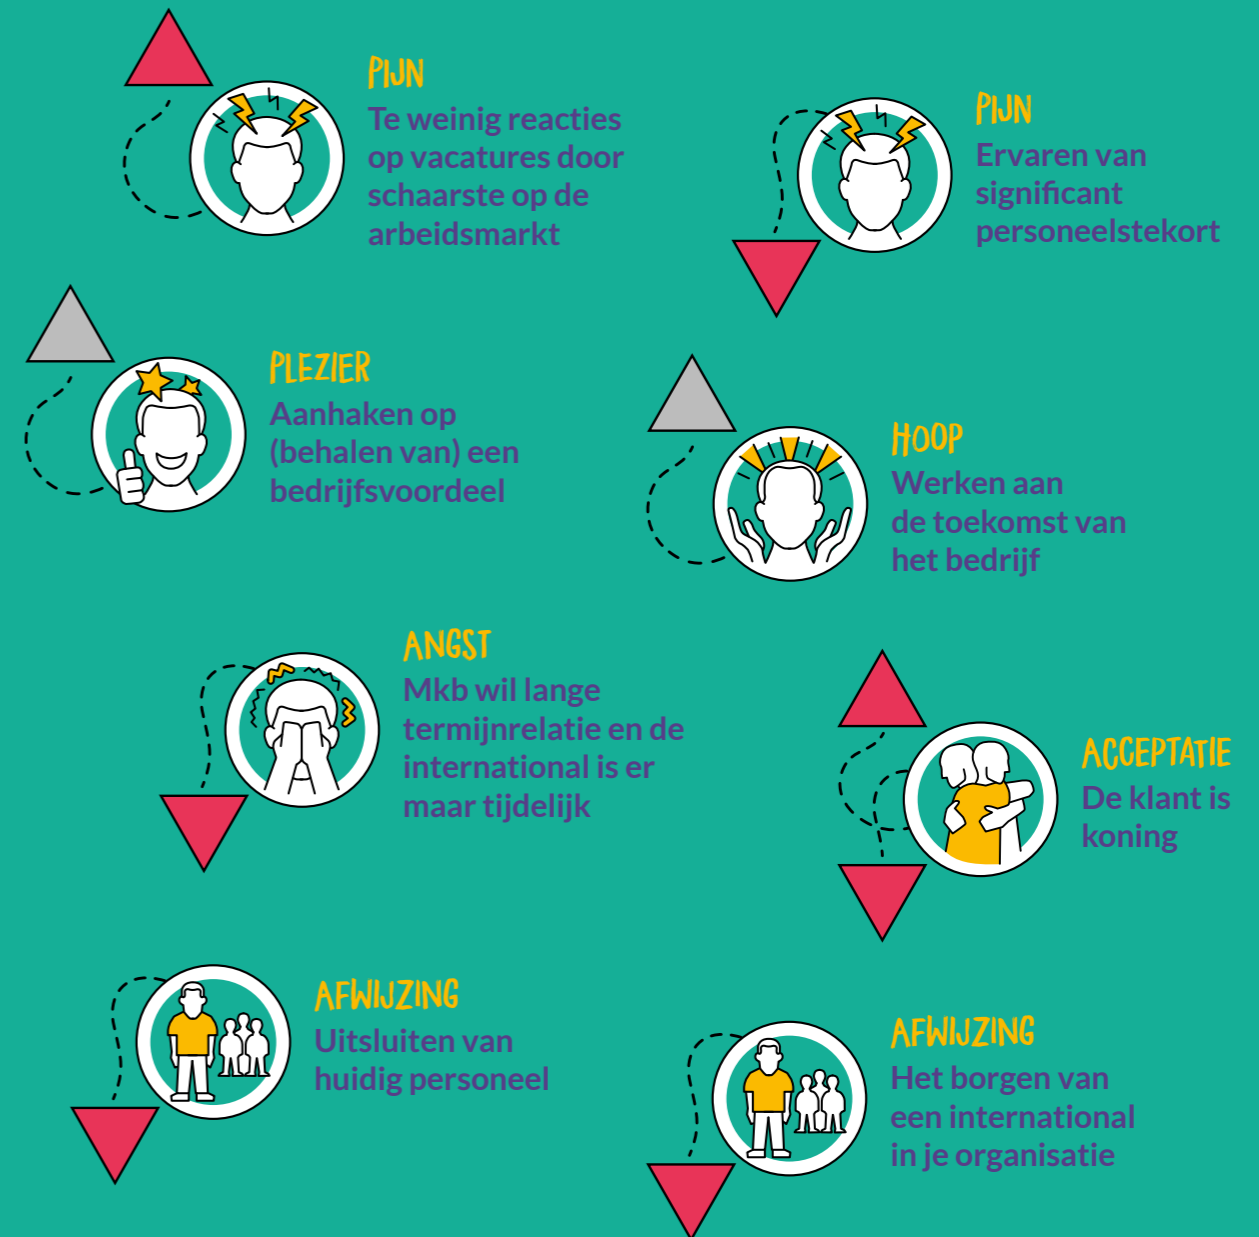 PIJN
Te weinig reacties
op vacatures door
schaarste op de
arbeidsmarkt
PIJN
Ervaren van
significant
personeelstekort
PLEZIER
Aanhaken op
(behalen van) een
bedrijfsvoordeel
HOOP
Werken aan
de toekomst van
het bedrijf
ANGST
Mkb wil lange
termijnrelatie en de
international is er
maar tijdelijk
ACCEPTATIE
De klant is
koning
AFWIJZING
Uitsluiten van
huidig personeel
AFWIJZING
Het borgen van
een international
in je organisatie